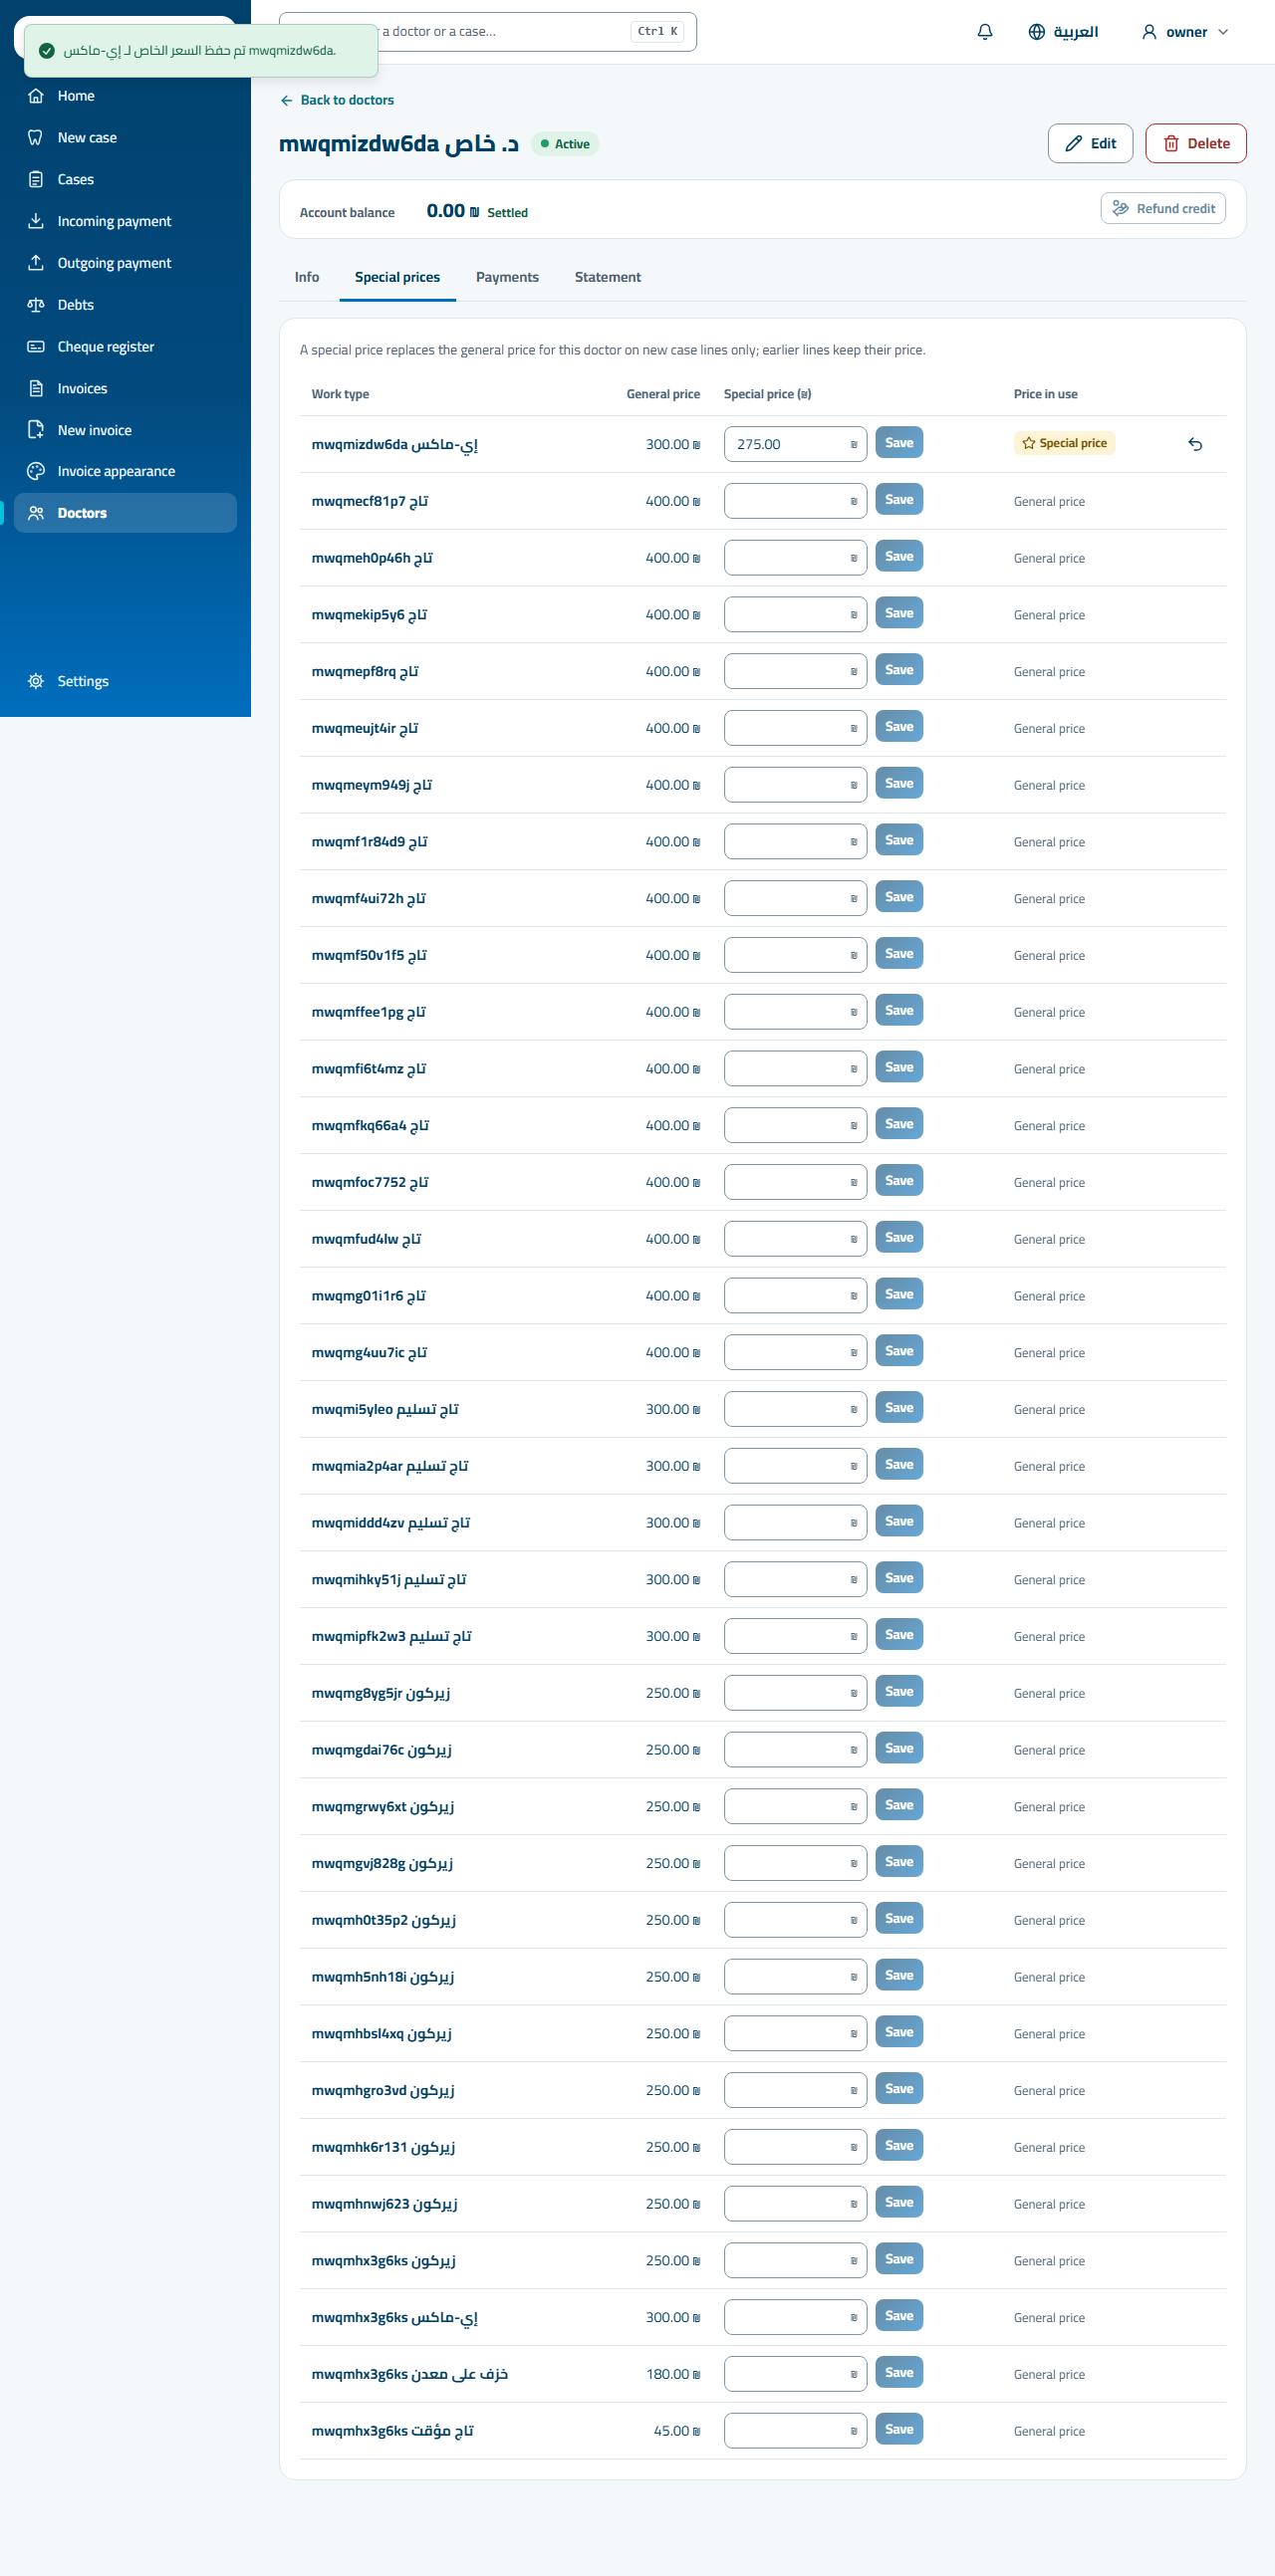 تم حفظ السعر الخاص لـ إي-ماكس mwqmizdw6da.
r a doctor or a case...
Ctrl K
العربية
owner
Home
New case
Cases
Incoming payment
Outgoing payment
Debts
Cheque register
Invoices
New invoice
Invoice appearance
Doctors
Settings
Back to doctors
د. خاص mwqmizdw6da
Active
Edit
Delete
Account balance 0.00 ₪ Settled
Refund credit
Info Special prices Payments Statement
A special price replaces the general price for this doctor on new case lines only; earlier lines keep their price.
Work type General price Special price (₪) Price in use
إي-ماكس mwqmizdw6da 300.00 ₪ 275.00 ₪ Save Special price
تاج mwqmecf81p7 400.00 ₪ ₪ Save General price
تاج mwqmeh0p46h 400.00 ₪ ₪ Save General price
تاج mwqmekip5y6 400.00 ₪ ₪ Save General price
تاج mwqmepf8rq 400.00 ₪ ₪ Save General price
تاج mwqmeujt4ir 400.00 ₪ ₪ Save General price
تاج mwqmeym949j 400.00 ₪ ₪ Save General price
تاج mwqmf1r84d9 400.00 ₪ ₪ Save General price
تاج mwqmf4ui72h 400.00 ₪ ₪ Save General price
تاج mwqmf50v1f5 400.00 ₪ ₪ Save General price
تاج mwqmffee1pg 400.00 ₪ ₪ Save General price
تاج mwqmfi6t4mz 400.00 ₪ ₪ Save General price
تاج mwqmfkq66a4 400.00 ₪ ₪ Save General price
تاج mwqmfoc7752 400.00 ₪ ₪ Save General price
تاج mwqmfud4lw 400.00 ₪ ₪ Save General price
تاج mwqmg01i1r6 400.00 ₪ ₪ Save General price
تاج mwqmg4uu7ic 400.00 ₪ ₪ Save General price
تاج تسليم mwqmi5yleo 300.00 ₪ ₪ Save General price
تاج تسليم mwqmia2p4ar 300.00 ₪ ₪ Save General price
تاج تسليم mwqmiddd4zv 300.00 ₪ ₪ Save General price
تاج تسليم mwqmihky51j 300.00 ₪ ₪ Save General price
تاج تسليم mwqmipfk2w3 300.00 ₪ ₪ Save General price
زيركون mwqmg8yg5jr 250.00 ₪ ₪ Save General price
زيركون mwqmgdai76c 250.00 ₪ ₪ Save General price
زيركون mwqmgrwy6xt 250.00 ₪ ₪ Save General price
زيركون mwqmgvj828g 250.00 ₪ ₪ Save General price
زيركون mwqmh0t35p2 250.00 ₪ ₪ Save General price
زيركون mwqmh5nh18i 250.00 ₪ ₪ Save General price
زيركون mwqmhbsl4xq 250.00 ₪ ₪ Save General price
زيركون mwqmhgro3vd 250.00 ₪ ₪ Save General price
زيركون mwqmhk6r131 250.00 ₪ ₪ Save General price
زيركون mwqmhnwj623 250.00 ₪ ₪ Save General price
زيركون mwqmhx3g6ks 250.00 ₪ ₪ Save General price
إي-ماكس mwqmhx3g6ks 300.00 ₪ ₪ Save General price
خزف على معدن mwqmhx3g6ks 180.00 ₪ ₪ Save General price
تاج مؤقت mwqmhx3g6ks 45.00 ₪ ₪ Save General price